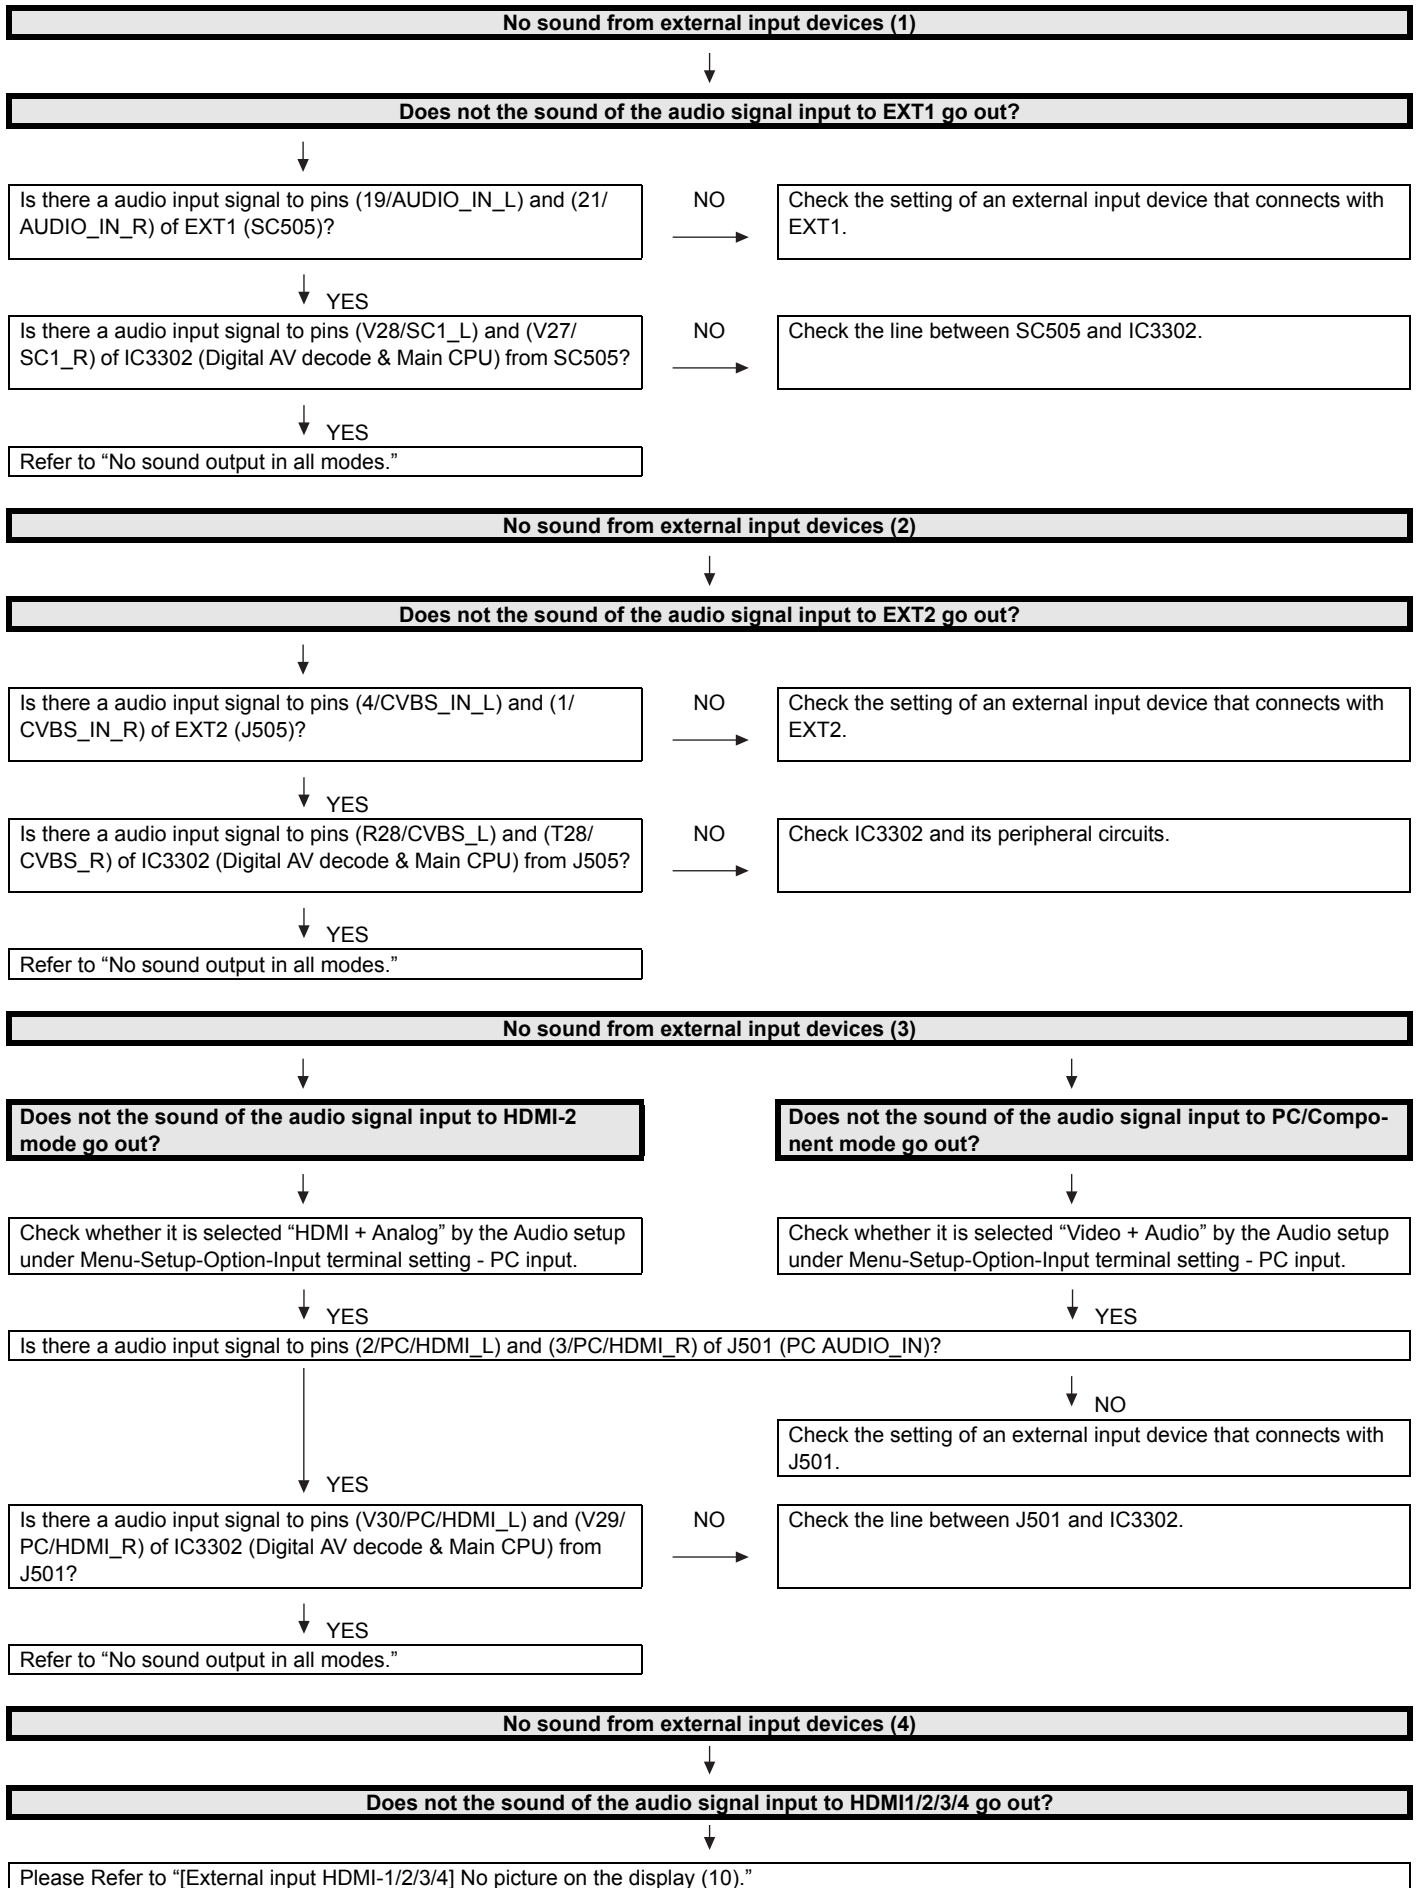 No sound from external input devices (1)
Does not the sound of the audio signal input to EXT1 go out?
Is there a audio input signal to pins (19/AUDIO_IN_L) and (21/
AUDIO_IN_R) of EXT1 (SC505)?
NO
Check the setting of an external input device that connects with
EXT1.
YES
Is there a audio input signal to pins (V28/SC1_L) and (V27/
SC1_R) of IC3302 (Digital AV decode & Main CPU) from SC505?
NO
Check the line between SC505 and IC3302.
YES
Refer to “No sound output in all modes.”
No sound from external input devices (2)
Does not the sound of the audio signal input to EXT2 go out?
Is there a audio input signal to pins (4/CVBS_IN_L) and (1/
CVBS_IN_R) of EXT2 (J505)?
NO
Check the setting of an external input device that connects with
EXT2.
YES
Is there a audio input signal to pins (R28/CVBS_L) and (T28/
CVBS_R) of IC3302 (Digital AV decode & Main CPU) from J505?
NO
Check IC3302 and its peripheral circuits.
YES
Refer to “No sound output in all modes.”
No sound from external input devices (3)
Does not the sound of the audio signal input to HDMI-2
mode go out?
Does not the sound of the audio signal input to PC/Compo-
nent mode go out?
Check whether it is selected “HDMI + Analog” by the Audio setup
under Menu-Setup-Option-Input terminal setting - PC input.
Check whether it is selected “Video + Audio” by the Audio setup
under Menu-Setup-Option-Input terminal setting - PC input.
YES
YES
Is there a audio input signal to pins (2/PC/HDMI_L) and (3/PC/HDMI_R) of J501 (PC AUDIO_IN)?
NO
Check the setting of an external input device that connects with
J501.
YES
Is there a audio input signal to pins (V30/PC/HDMI_L) and (V29/
PC/HDMI_R) of IC3302 (Digital AV decode & Main CPU) from
J501?
NO
Check the line between J501 and IC3302.
YES
Refer to “No sound output in all modes.”
No sound from external input devices (4)
Does not the sound of the audio signal input to HDMI1/2/3/4 go out?
Please Refer to “[External input HDMI-1/2/3/4] No picture on the display (10).”